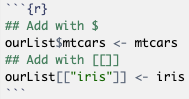 ```{r}
## Add with $
ourList$mtcars <- mtcars
## Add with [[]]
ourList[["iris"]] <- iris
```